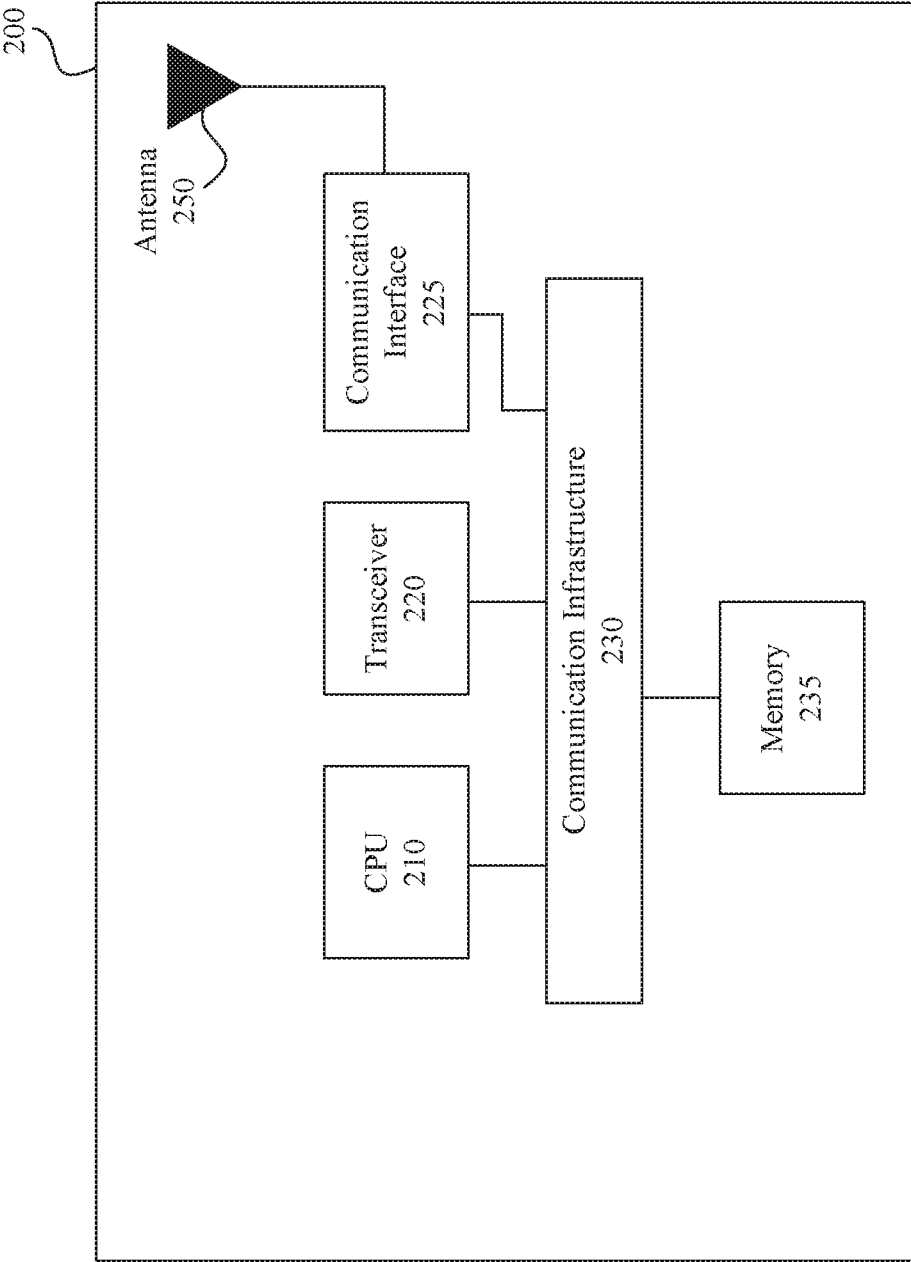 200
Antenna
250
CPU
210
Transceiver
220
Communication
Interface
225
Communication Infrastructure
230
Memory
235